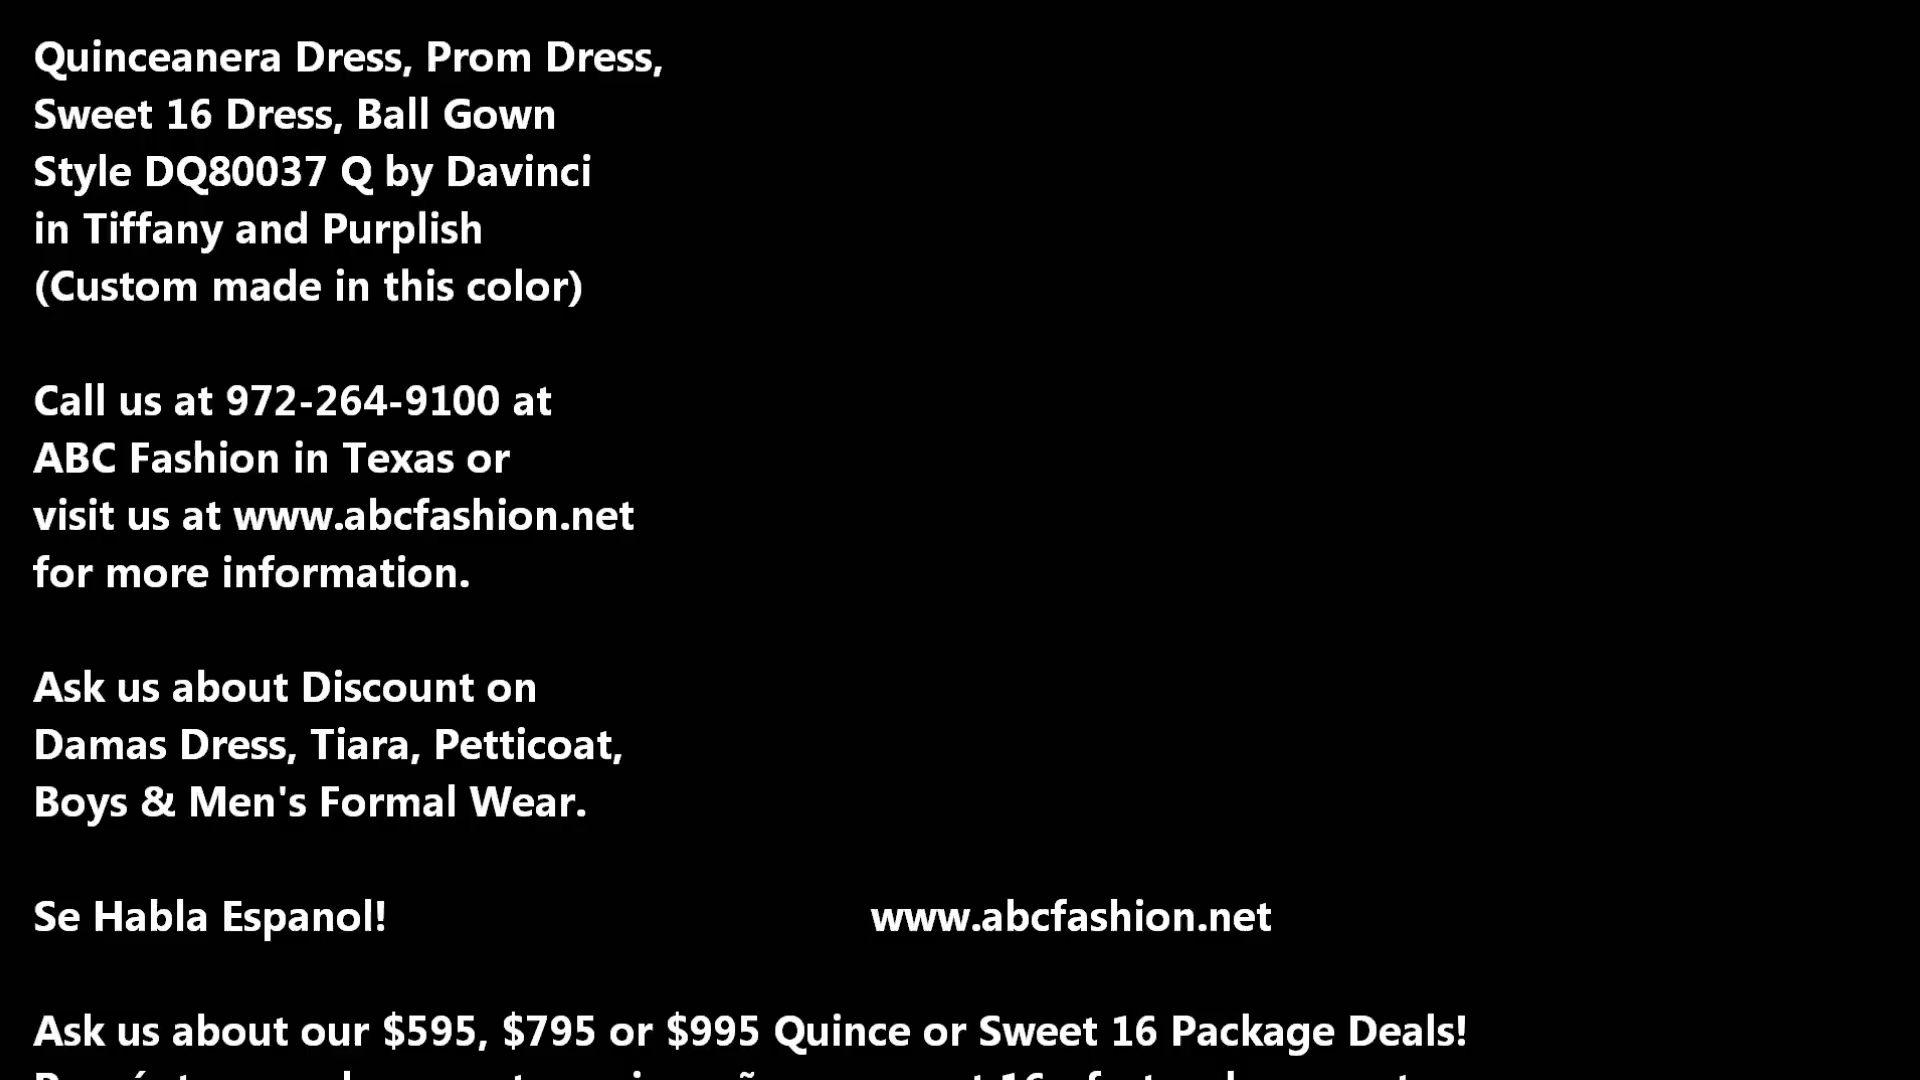 Quinceanera Dress, Prom Dress,
Sweet 16 Dress, Ball Gown
Style DQ80037 Q by Davinci
in Tiffany and Purplish
(Custom made in this color)
Call us at 972-264-9100 at
ABC Fashion in Texas or
visit us at www.abcfashion.net
for more information.
Ask us about Discount on
Damas Dress, Tiara, Petticoat,
Boys & Men's Formal Wear.
Se Habla Espanol!
www.abcfashion.net
Ask us about our $595, $795 or $995 Quince or Sweet 16 Package Deals!